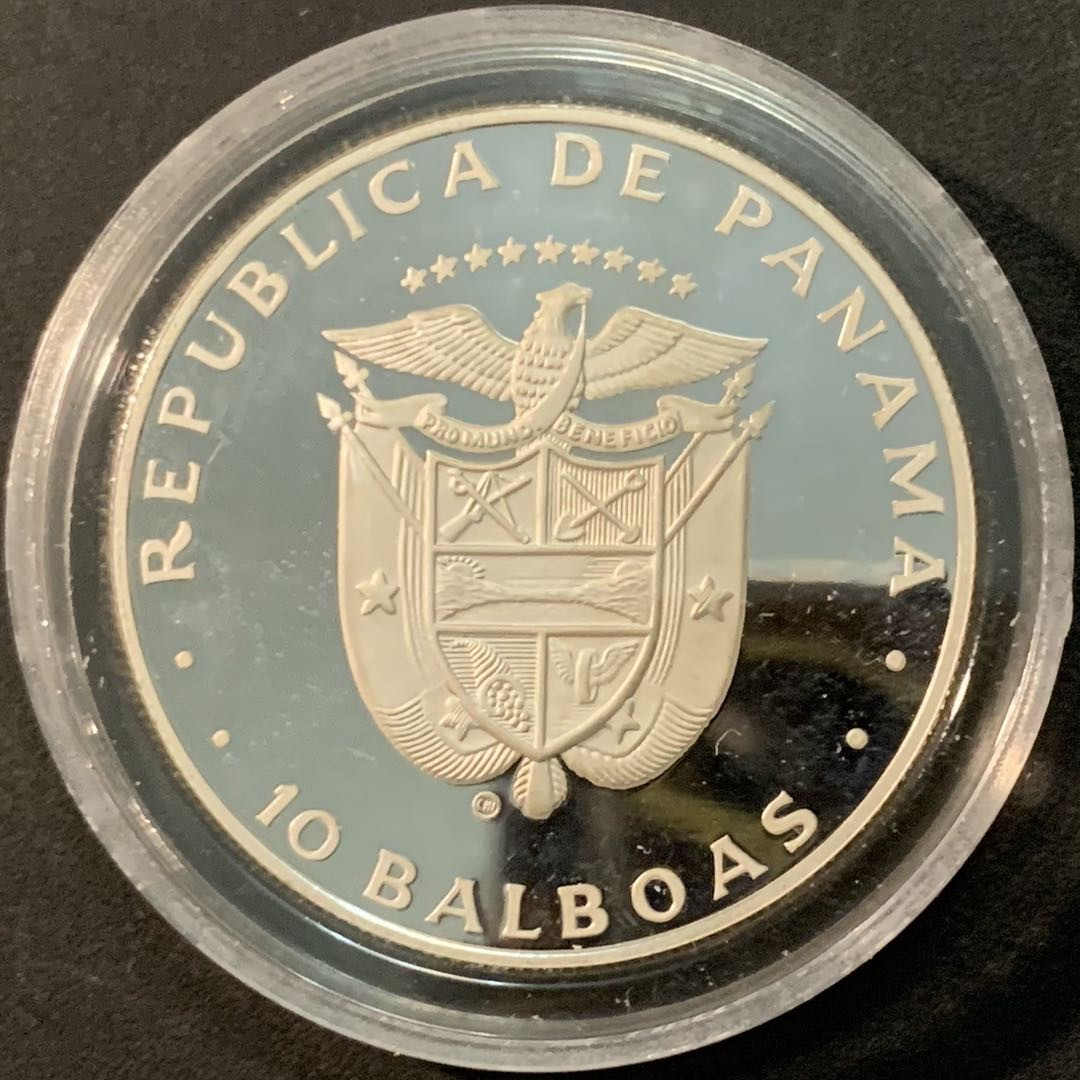 REPUBLICA DE PANAMA
PRO MUNDI BENEFICIO
10 BALBOAS